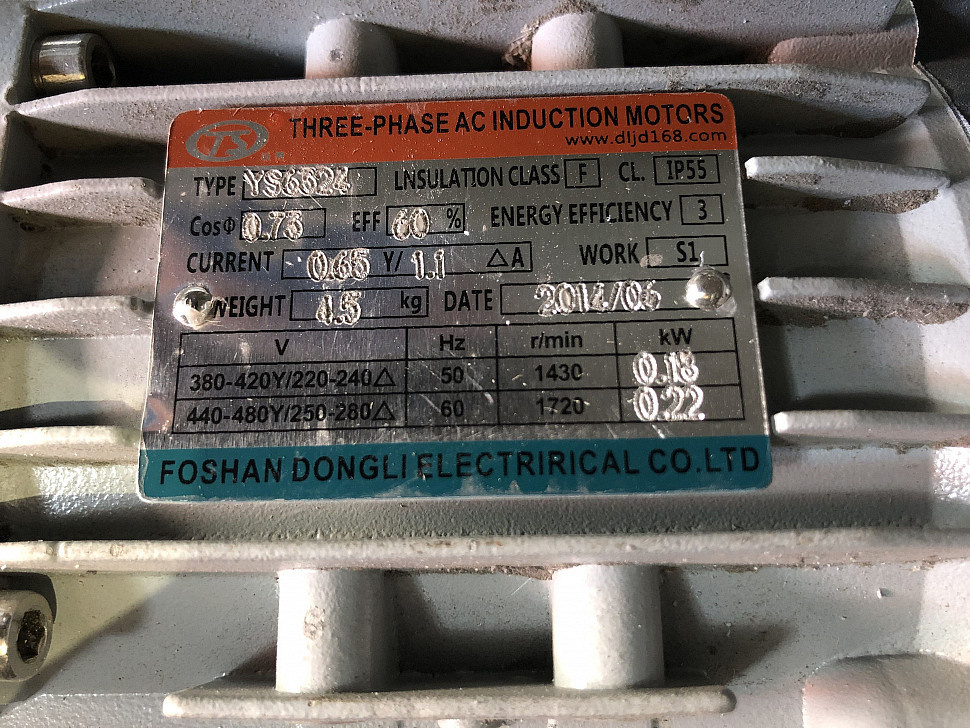 TS THREE-PHASE AC INDUCTION MOTORS
www.dljd168.com
TYPE YS6324 LNSULATION CLASS F CL. IP55
CosΦ 0.73 EFF 60 % ENERGY EFFICIENCY 3
CURRENT 0.65 Y/ 1.1 △A WORK S1
WEIGHT 4.5 kg DATE 2014/06
V Hz r/min kW
380-420Y/220-240△ 50 1430 0.18
440-480Y/250-280△ 60 1720 0.22
FOSHAN DONGLI ELECTRIRICAL CO.LTD